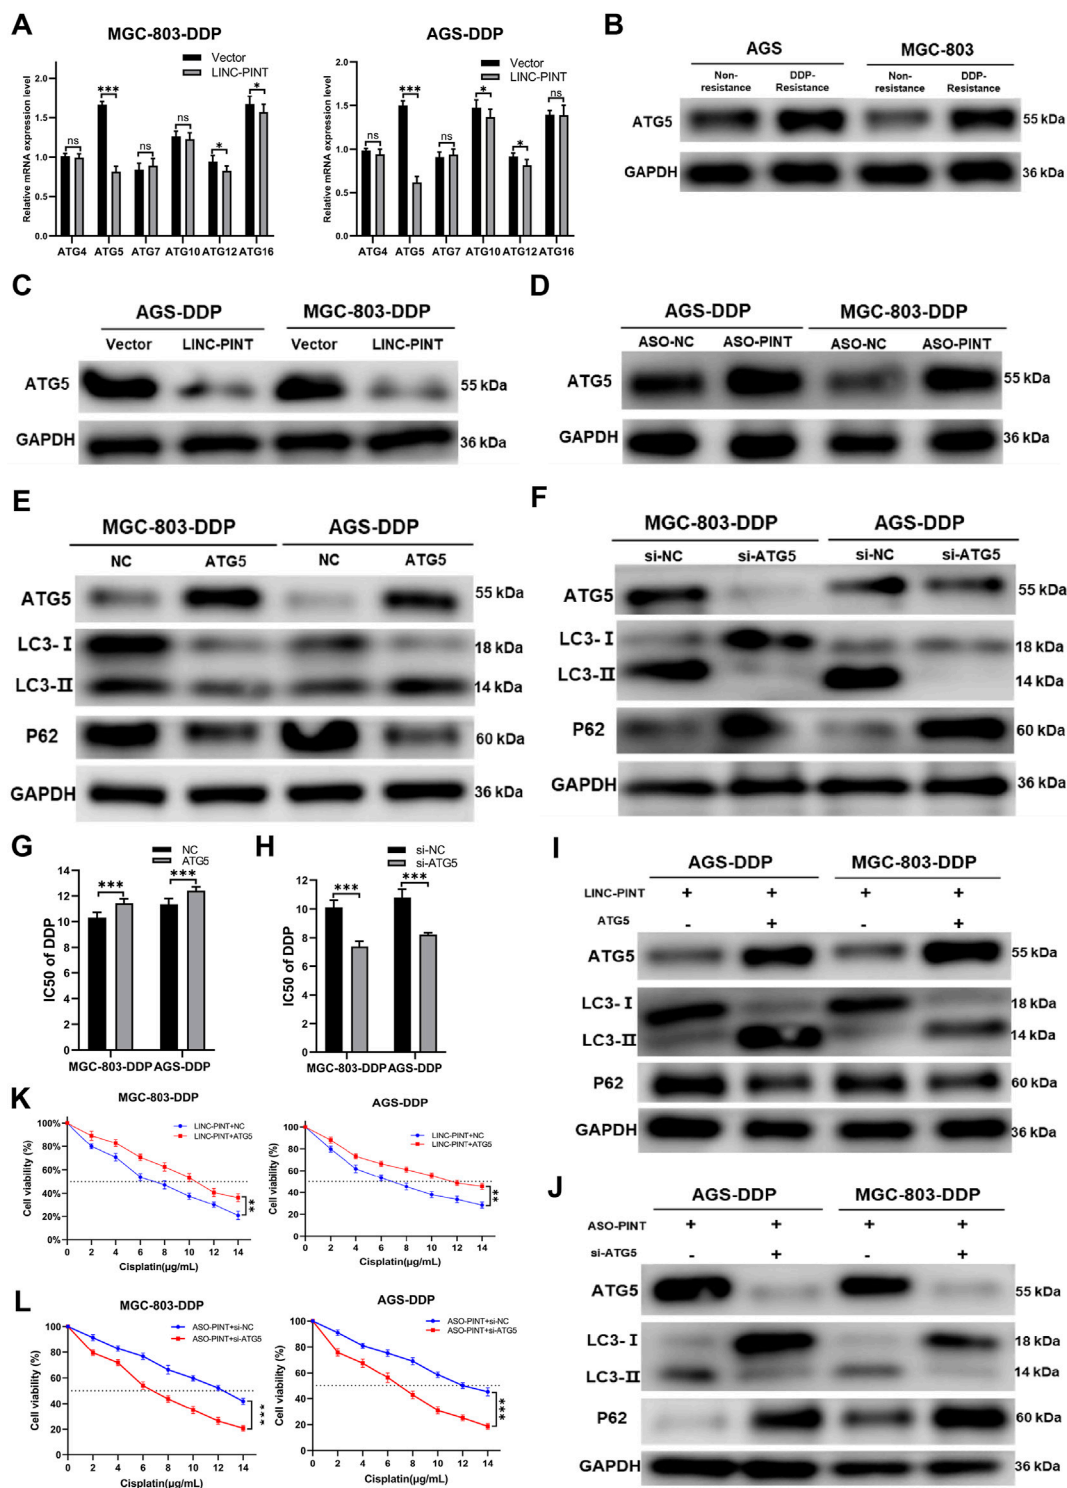 A
MGC-803-DDP
Vector
LINC-PINT
Relative mRNA expression level
2.0
1.5
1.0
0.5
0.0
ns
***
ns
ns
*
*
ATG4 ATG5 ATG7 ATG10 ATG12 ATG16
AGS-DDP
Vector
LINC-PINT
Relative mRNA expression level
2.0
1.5
1.0
0.5
0.0
ns
***
ns
*
*
ns
ATG4 ATG5 ATG7 ATG10 ATG12 ATG16
B
AGS MGC-803
Non-resistance DDP-Resistance Non-resistance DDP-Resistance
ATG5 55 kDa
GAPDH 36 kDa
C
AGS-DDP MGC-803-DDP
Vector LINC-PINT Vector LINC-PINT
ATG5 55 kDa
GAPDH 36 kDa
D
AGS-DDP MGC-803-DDP
ASO-NC ASO-PINT ASO-NC ASO-PINT
ATG5 55 kDa
GAPDH 36 kDa
E
MGC-803-DDP AGS-DDP
NC ATG5 NC ATG5
ATG5 55 kDa
LC3-Ⅰ 18 kDa
LC3-Ⅱ 14 kDa
P62 60 kDa
GAPDH 36 kDa
F
MGC-803-DDP AGS-DDP
si-NC si-ATG5 si-NC si-ATG5
ATG5 55 kDa
LC3-Ⅰ 18 kDa
LC3-Ⅱ 14 kDa
P62 60 kDa
GAPDH 36 kDa
G
NC
ATG5
IC50 of DDP
14
12
10
8
6
4
2
0
***
***
MGC-803-DDP AGS-DDP
H
si-NC
si-ATG5
IC50 of DDP
12
10
8
6
4
2
0
***
***
MGC-803-DDP AGS-DDP
I
AGS-DDP MGC-803-DDP
LINC-PINT + + + +
ATG5 - + - +
ATG5 55 kDa
LC3-Ⅰ 18 kDa
LC3-Ⅱ 14 kDa
P62 60 kDa
GAPDH 36 kDa
K
MGC-803-DDP
LINC-PINT+NC
LINC-PINT+ATG5
Cell viability (%)
100%
80%
60%
40%
20%
0%
**
0 2 4 6 8 10 12 14
Cisplatin(μg/mL)
AGS-DDP
LINC-PINT+NC
LINC-PINT+ATG5
Cell viability (%)
100
80
60
40
20
0
**
0 2 4 6 8 10 12 14
Cisplatin(μg/mL)
J
AGS-DDP MGC-803-DDP
ASO-PINT + + + +
si-ATG5 - + - +
ATG5 55 kDa
LC3-Ⅰ 18 kDa
LC3-Ⅱ 14 kDa
P62 60 kDa
GAPDH 36 kDa
L
MGC-803-DDP
ASO-PINT+si-NC
ASO-PINT+si-ATG5
Cell viability (%)
100
80
60
40
20
0
***
0 2 4 6 8 10 12 14
Cisplatin(μg/mL)
AGS-DDP
ASO-PINT+si-NC
ASO-PINT+si-ATG5
Cell viability (%)
100
80
60
40
20
0
***
0 2 4 6 8 10 12 14
Cisplatin(μg/mL)